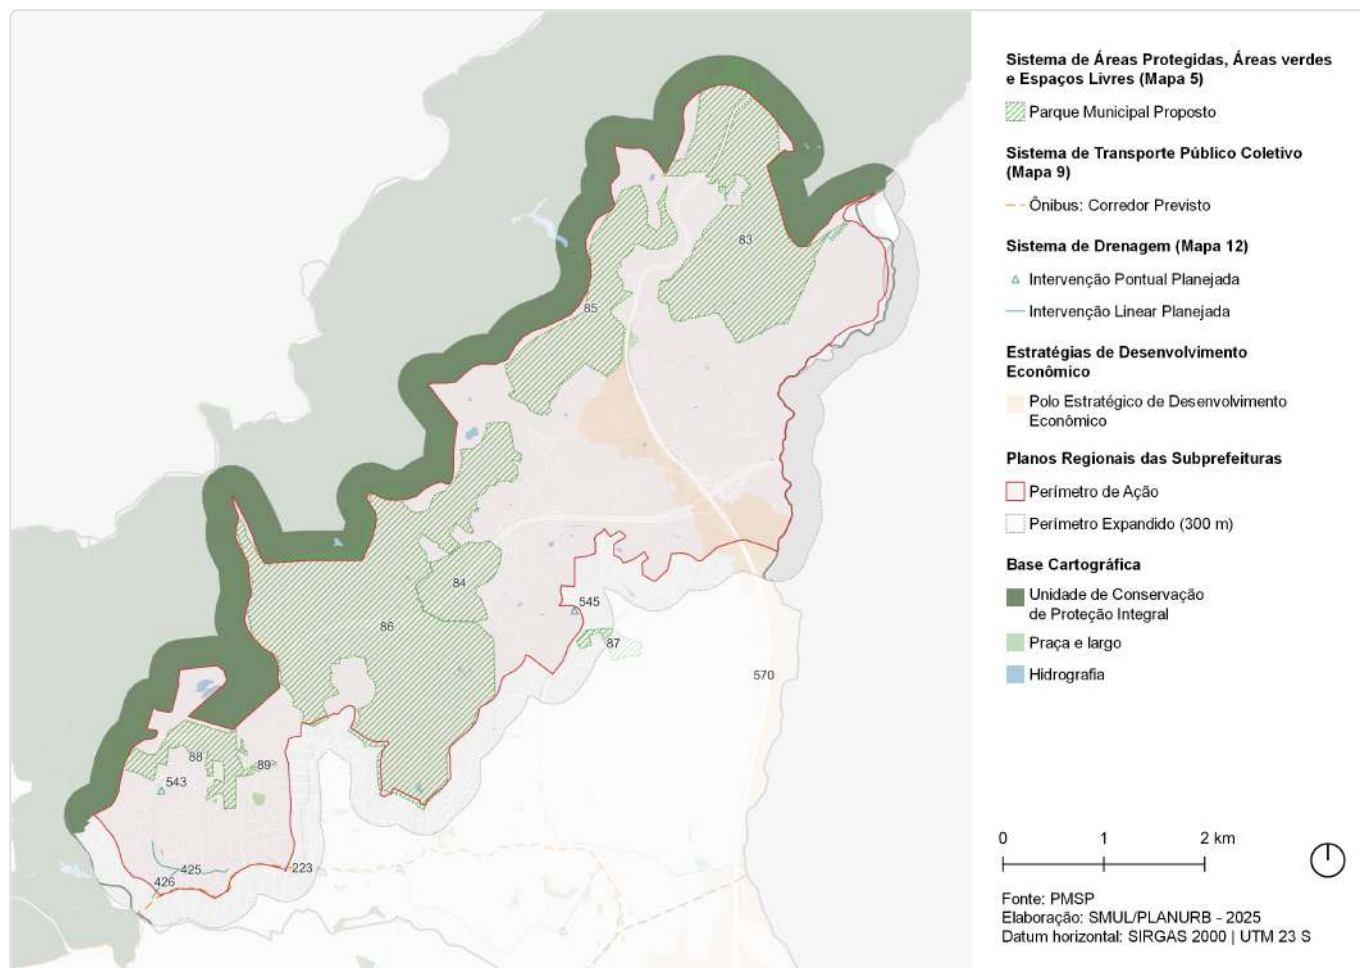 Sistema de Áreas Protegidas, Áreas verdes
e Espaços Livres (Mapa 5)
Parque Municipal Proposto
Sistema de Transporte Público Coletivo
(Mapa 9)
Ônibus: Corredor Previsto
Sistema de Drenagem (Mapa 12)
Intervenção Pontual Planejada
Intervenção Linear Planejada
Estratégias de Desenvolvimento
Econômico
Polo Estratégico de Desenvolvimento
Econômico
Planos Regionais das Subprefeituras
Perímetro de Ação
Perímetro Expandido (300 m)
Base Cartográfica
Unidade de Conservação
de Proteção Integral
Praça e largo
Hidrografia
83
85
84
545
86
87
570
88
89
543
425
223
426
0 1 2 km
Fonte: PMSP
Elaboração: SMUL/PLANURB - 2025
Datum horizontal: SIRGAS 2000 | UTM 23 S